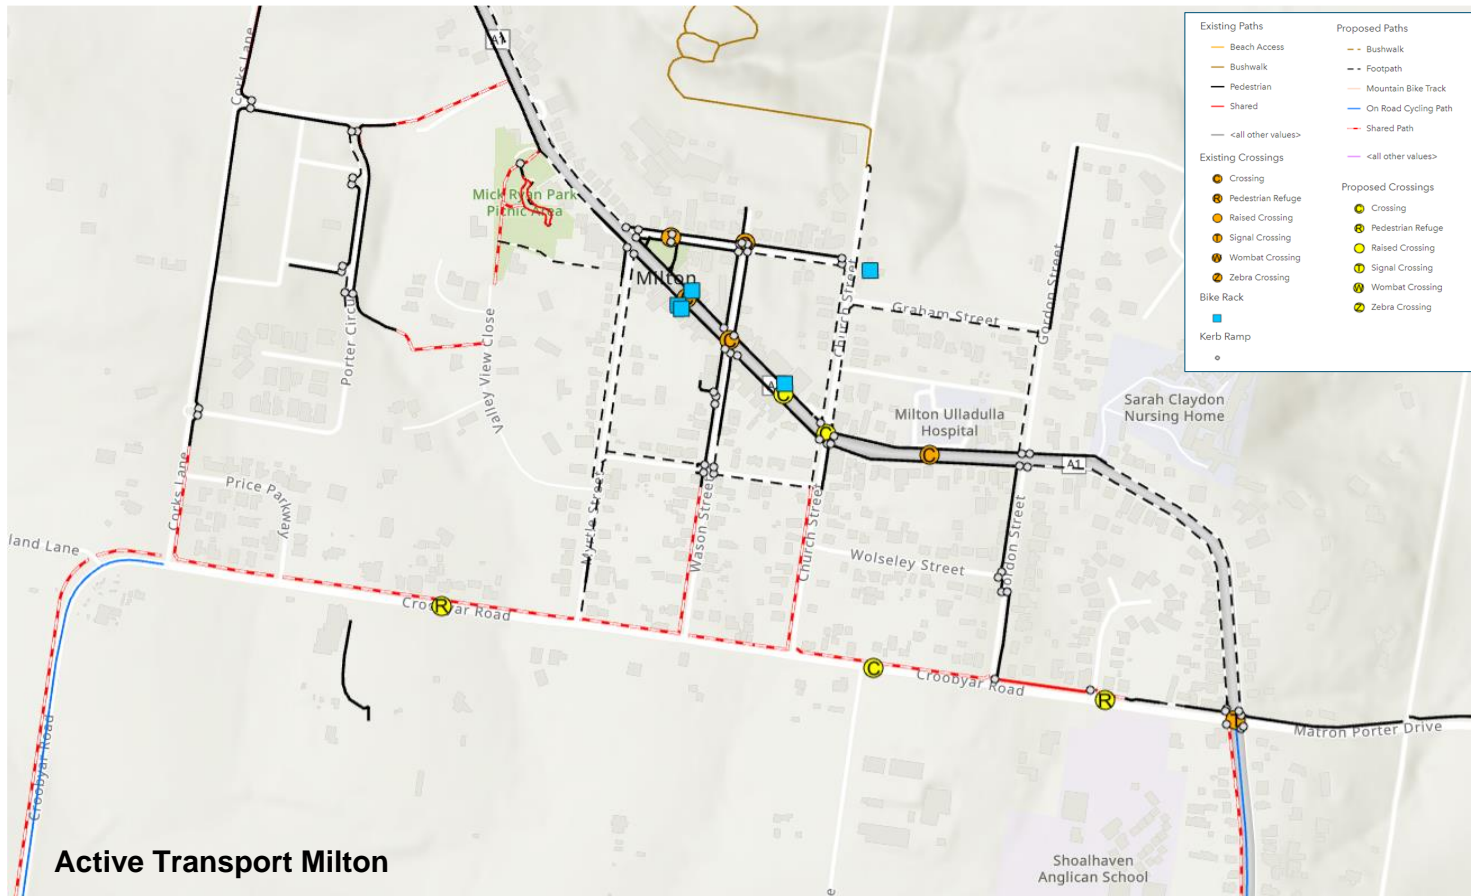 Existing Paths
Beach Access
Bushwalk
Pedestrian
Shared
<all other values>
Existing Crossings
C Crossing
R Pedestrian Refuge
Raised Crossing
T Signal Crossing
W Wombat Crossing
Z Zebra Crossing
Bike Rack
Kerb Ramp
Proposed Paths
Bushwalk
Footpath
Mountain Bike Track
On Road Cycling Path
Shared Path
<all other values>
Proposed Crossings
C Crossing
R Pedestrian Refuge
Raised Crossing
T Signal Crossing
W Wombat Crossing
Z Zebra Crossing
A1
Corks Lane
Mick Ryan Park
Picnic Area
Milton
Porter Circuit
Valley View Close
Church Street
Graham Street
Gordon Street
C
C
C
C
Milton Ulladulla
Hospital
Sarah Claydon
Nursing Home
A1
Corks Lane
Price Parkway
Myrtle Street
Wason Street
Church Street
Wolseley Street
Gordon Street
land Lane
R
Croobyar Road
C
Croobyar Road
R
T
Matron Porter Drive
Croobyar Road
Shoalhaven
Anglican School
Active Transport Milton